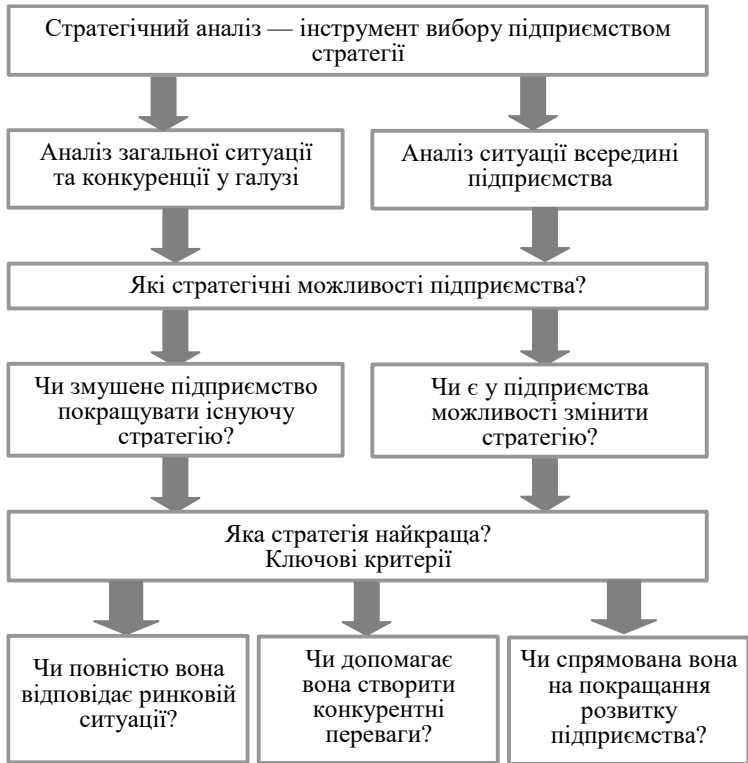 Стратегічний аналіз — інструмент вибору підприємством
стратегії
Аналіз загальної ситуації
та конкуренції у галузі
Аналіз ситуації всередині
підприємства
Які стратегічні можливості підприємства?
Чи змушене підприємство
покращувати існуючу
стратегію?
Чи є у підприємства
можливості змінити
стратегію?
Яка стратегія найкраща?
Ключові критерії
Чи повністю вона
відповідає ринковій
ситуації?
Чи допомагає
вона створити
конкурентні
переваги?
Чи спрямована вона
на покращання
розвитку
підприємства?